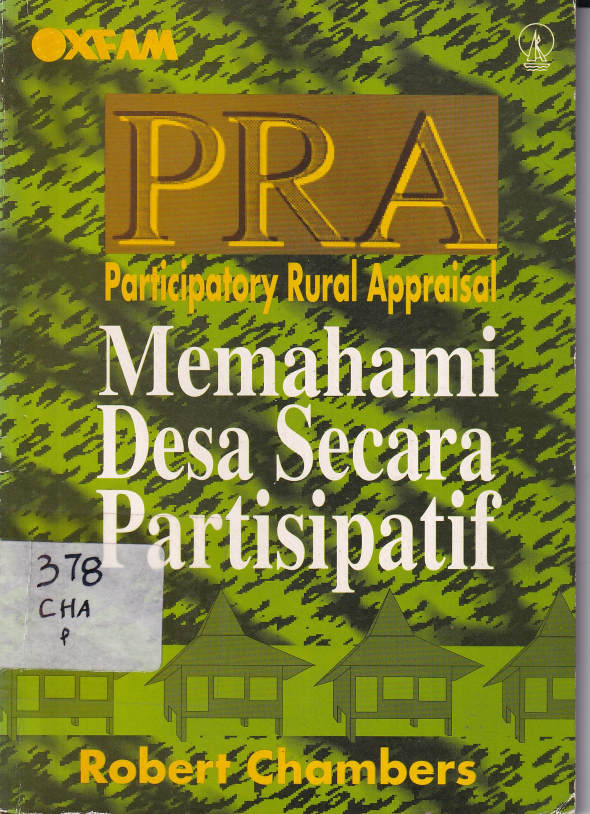 OXFAM
PRA
Participatory Rural Appraisal
Memahami
Desa Secara
Partisipatif
378
CHA
P
Robert Chambers